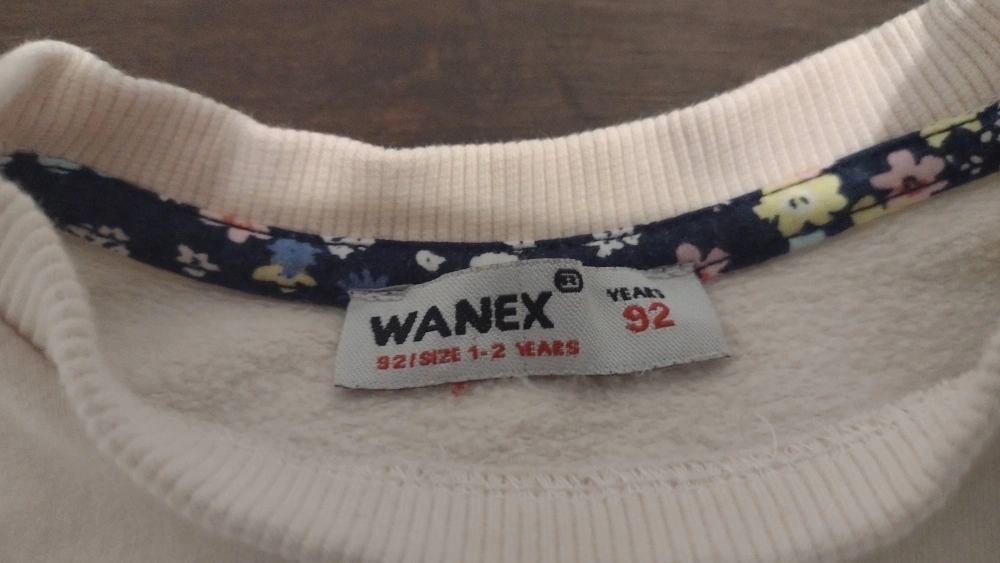 WANEX®
92/SIZE 1-2 YEARS
YEARS
92